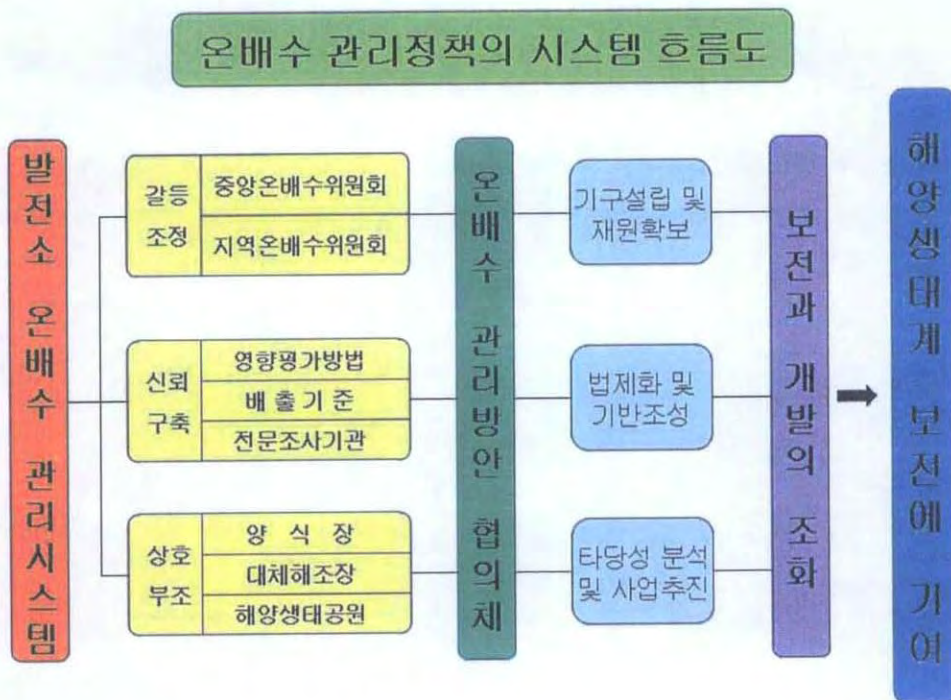 온배수 관리정책의 시스템 흐름도
발전소 온배수 관리시스템
갈등
조정
중앙온배수위원회
지역온배수위원회
신뢰
구축
영향평가방법
배출기준
전문조사기관
상호
부조
양 식 장
대체해조장
해양생태공원
온배수 관리방안 협의체
기구설립 및
재원확보
법제화 및
기반조성
타당성 분석
및 사업추진
보전과 개발의 조화
해양생태계 보전에 기여